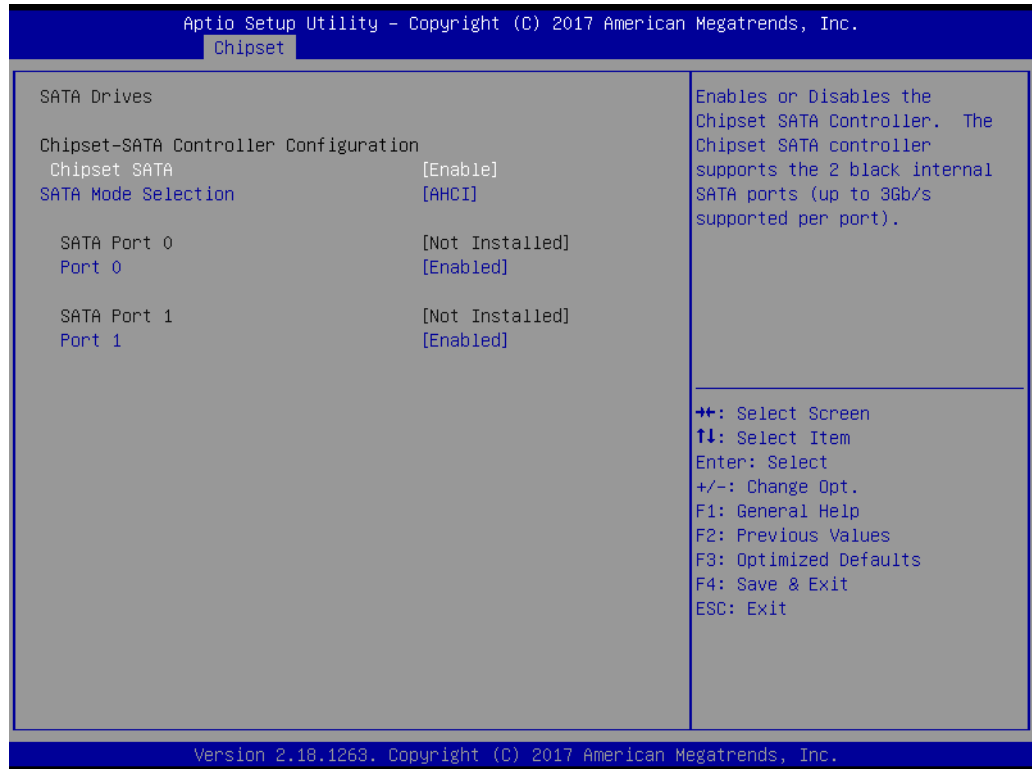 Aptio Setup Utility – Copyright (C) 2017 American Megatrends, Inc.
Chipset
SATA Drives
Chipset-SATA Controller Configuration
Chipset SATA [Enable]
SATA Mode Selection [AHCI]
SATA Port 0 [Not Installed]
Port 0 [Enabled]
SATA Port 1 [Not Installed]
Port 1 [Enabled]
Enables or Disables the
Chipset SATA Controller. The
Chipset SATA controller
supports the 2 black internal
SATA ports (up to 3Gb/s
supported per port).
→←: Select Screen
↑↓: Select Item
Enter: Select
+/-: Change Opt.
F1: General Help
F2: Previous Values
F3: Optimized Defaults
F4: Save & Exit
ESC: Exit
Version 2.18.1263. Copyright (C) 2017 American Megatrends, Inc.